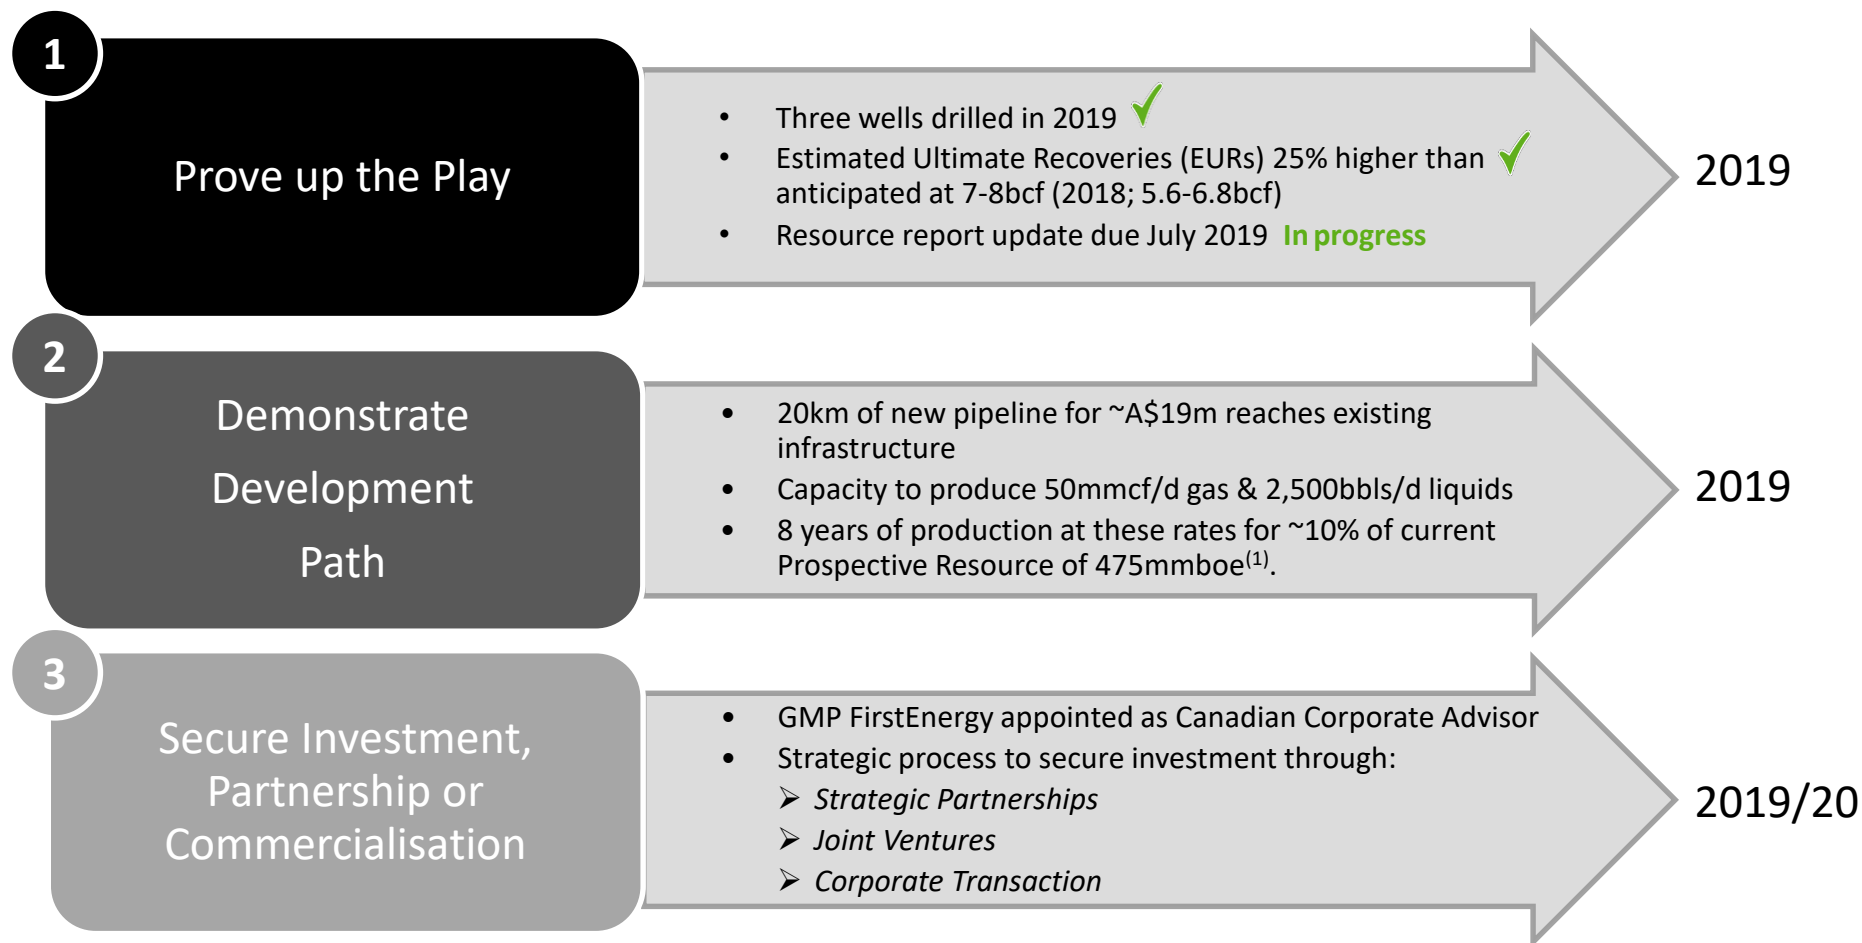 1
Prove up the Play
• Three wells drilled in 2019
• Estimated Ultimate Recoveries (EURs) 25% higher than
anticipated at 7-8bcf (2018; 5.6-6.8bcf)
• Resource report update due July 2019 In progress
2019
2
Demonstrate
Development
Path
• 20km of new pipeline for ~A$19m reaches existing
infrastructure
• Capacity to produce 50mmcf/d gas & 2,500bbls/d liquids
• 8 years of production at these rates for ~10% of current
Prospective Resource of 475mmboe(1).
2019
3
Secure Investment,
Partnership or
Commercialisation
• GMP FirstEnergy appointed as Canadian Corporate Advisor
• Strategic process to secure investment through:
➢ Strategic Partnerships
➢ Joint Ventures
➢ Corporate Transaction
2019/20